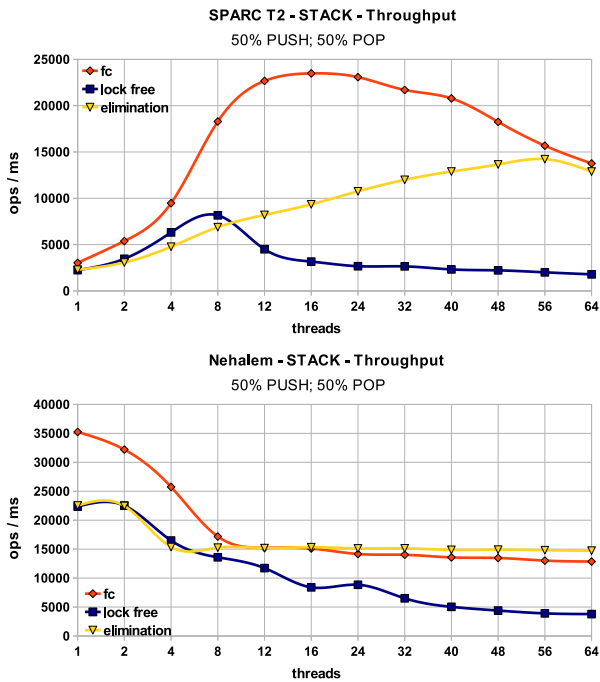 SPARC T2 - STACK - Throughput
50% PUSH; 50% POP
25000
20000
15000
10000
5000
0
ops / ms
fc
lock free
elimination
1 2 4 8 12 16 24 32 40 48 56 64
threads
Nehalem - STACK - Throughput
50% PUSH; 50% POP
40000
35000
30000
25000
20000
15000
10000
5000
0
ops / ms
fc
lock free
elimination
1 2 4 8 12 16 24 32 40 48 56 64
threads